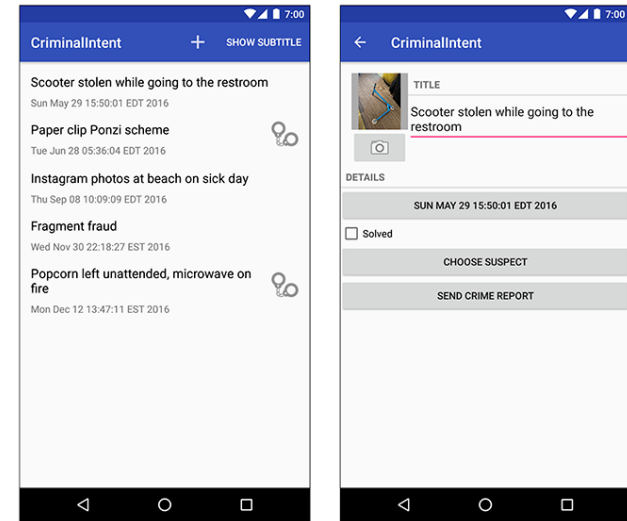 7:00
CriminalIntent
SHOW SUBTITLE
Scooter stolen while going to the restroom
Sun May 29 15:50:01 EDT 2016
Paper clip Ponzi scheme
Tue Jun 28 05:36:04 EDT 2016
Instagram photos at beach on sick day
Thu Sep 08 10:09:09 EDT 2016
Fragment fraud
Wed Nov 30 22:18:27 EST 2016
Popcorn left unattended, microwave on
fire
Mon Dec 12 13:47:11 EST 2016
7:00
CriminalIntent
TITLE
Scooter stolen while going to the
restroom
DETAILS
SUN MAY 29 15:50:01 EDT 2016
Solved
CHOOSE SUSPECT
SEND CRIME REPORT